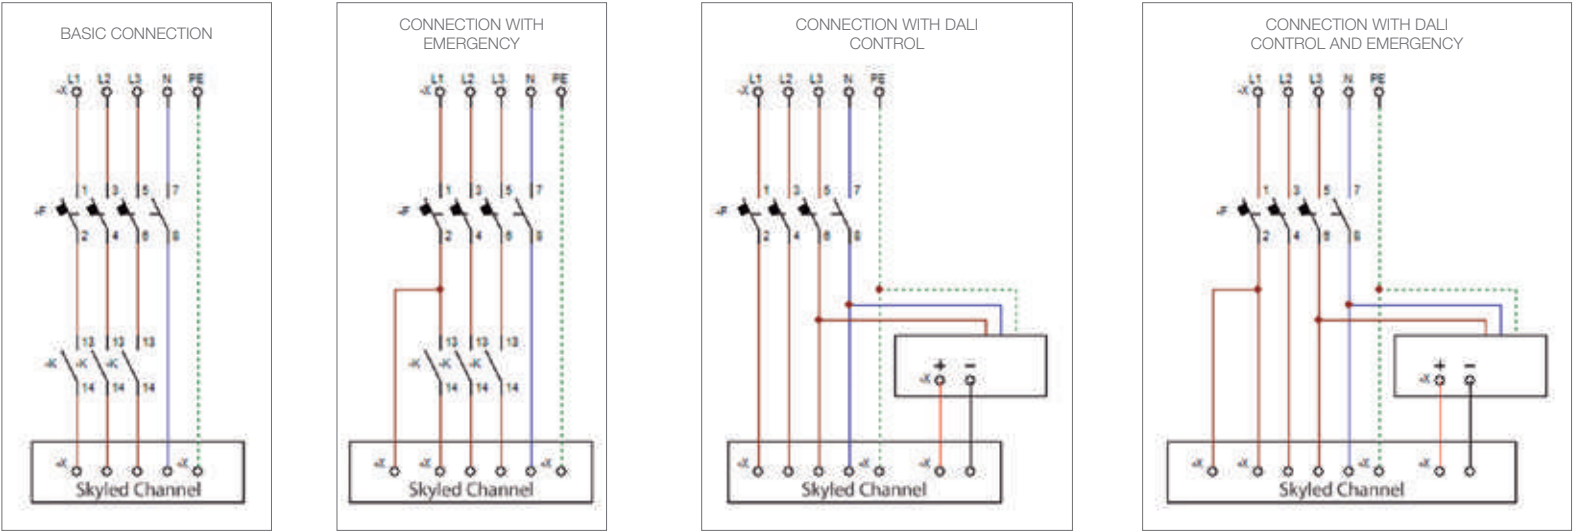 BASIC CONNECTION
L1 L2 L3 N PE
-X
1 3 5 7
-F
2 4 6 8
13 13 13
-K -K -K
14 14 14
-X -X
Skyled Channel
CONNECTION WITH
EMERGENCY
L1 L2 L3 N PE
-X
1 3 5 7
-F
2 4 6 8
13 13 13
-K -K -K
14 14 14
-X -X -X
Skyled Channel
CONNECTION WITH DALI
CONTROL
L1 L2 L3 N PE
-X
1 3 5 7
-F
2 4 6 8
+ −
-X
-X -X -X
Skyled Channel
CONNECTION WITH DALI
CONTROL AND EMERGENCY
L1 L2 L3 N PE
-X
1 3 5 7
-F
2 4 6 8
+ −
-X
-X -X -X -X
Skyled Channel